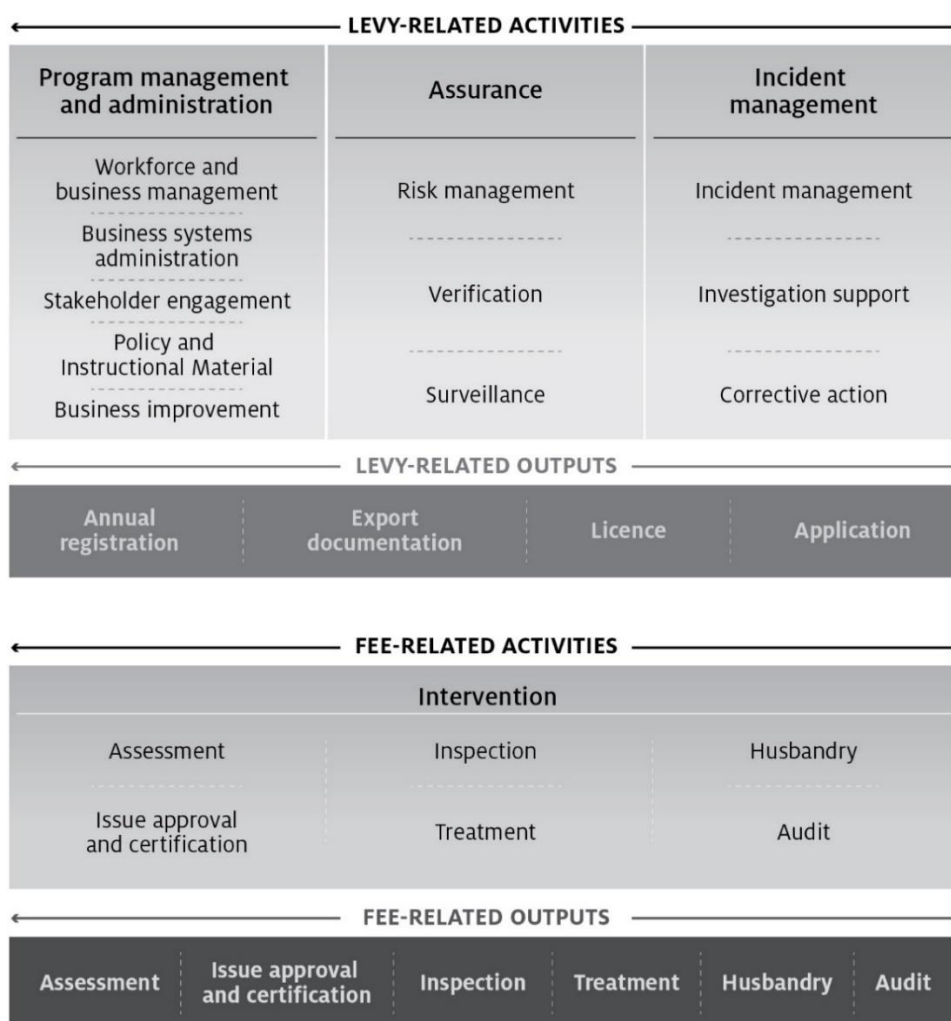 LEVY-RELATED ACTIVITIES
Program management
and administration
Workforce and
business management
Business systems
administration
Stakeholder engagement
Policy and
Instructional Material
Business improvement
Assurance
Risk management
Verification
Surveillance
Incident
management
Incident management
Investigation support
Corrective action
LEVY-RELATED OUTPUTS
Annual
registration
Export
documentation
Licence
Application
FEE-RELATED ACTIVITIES
Intervention
Assessment
Issue approval
and certification
Inspection
Treatment
Husbandry
Audit
FEE-RELATED OUTPUTS
Assessment
Issue approval
and certification
Inspection
Treatment
Husbandry
Audit